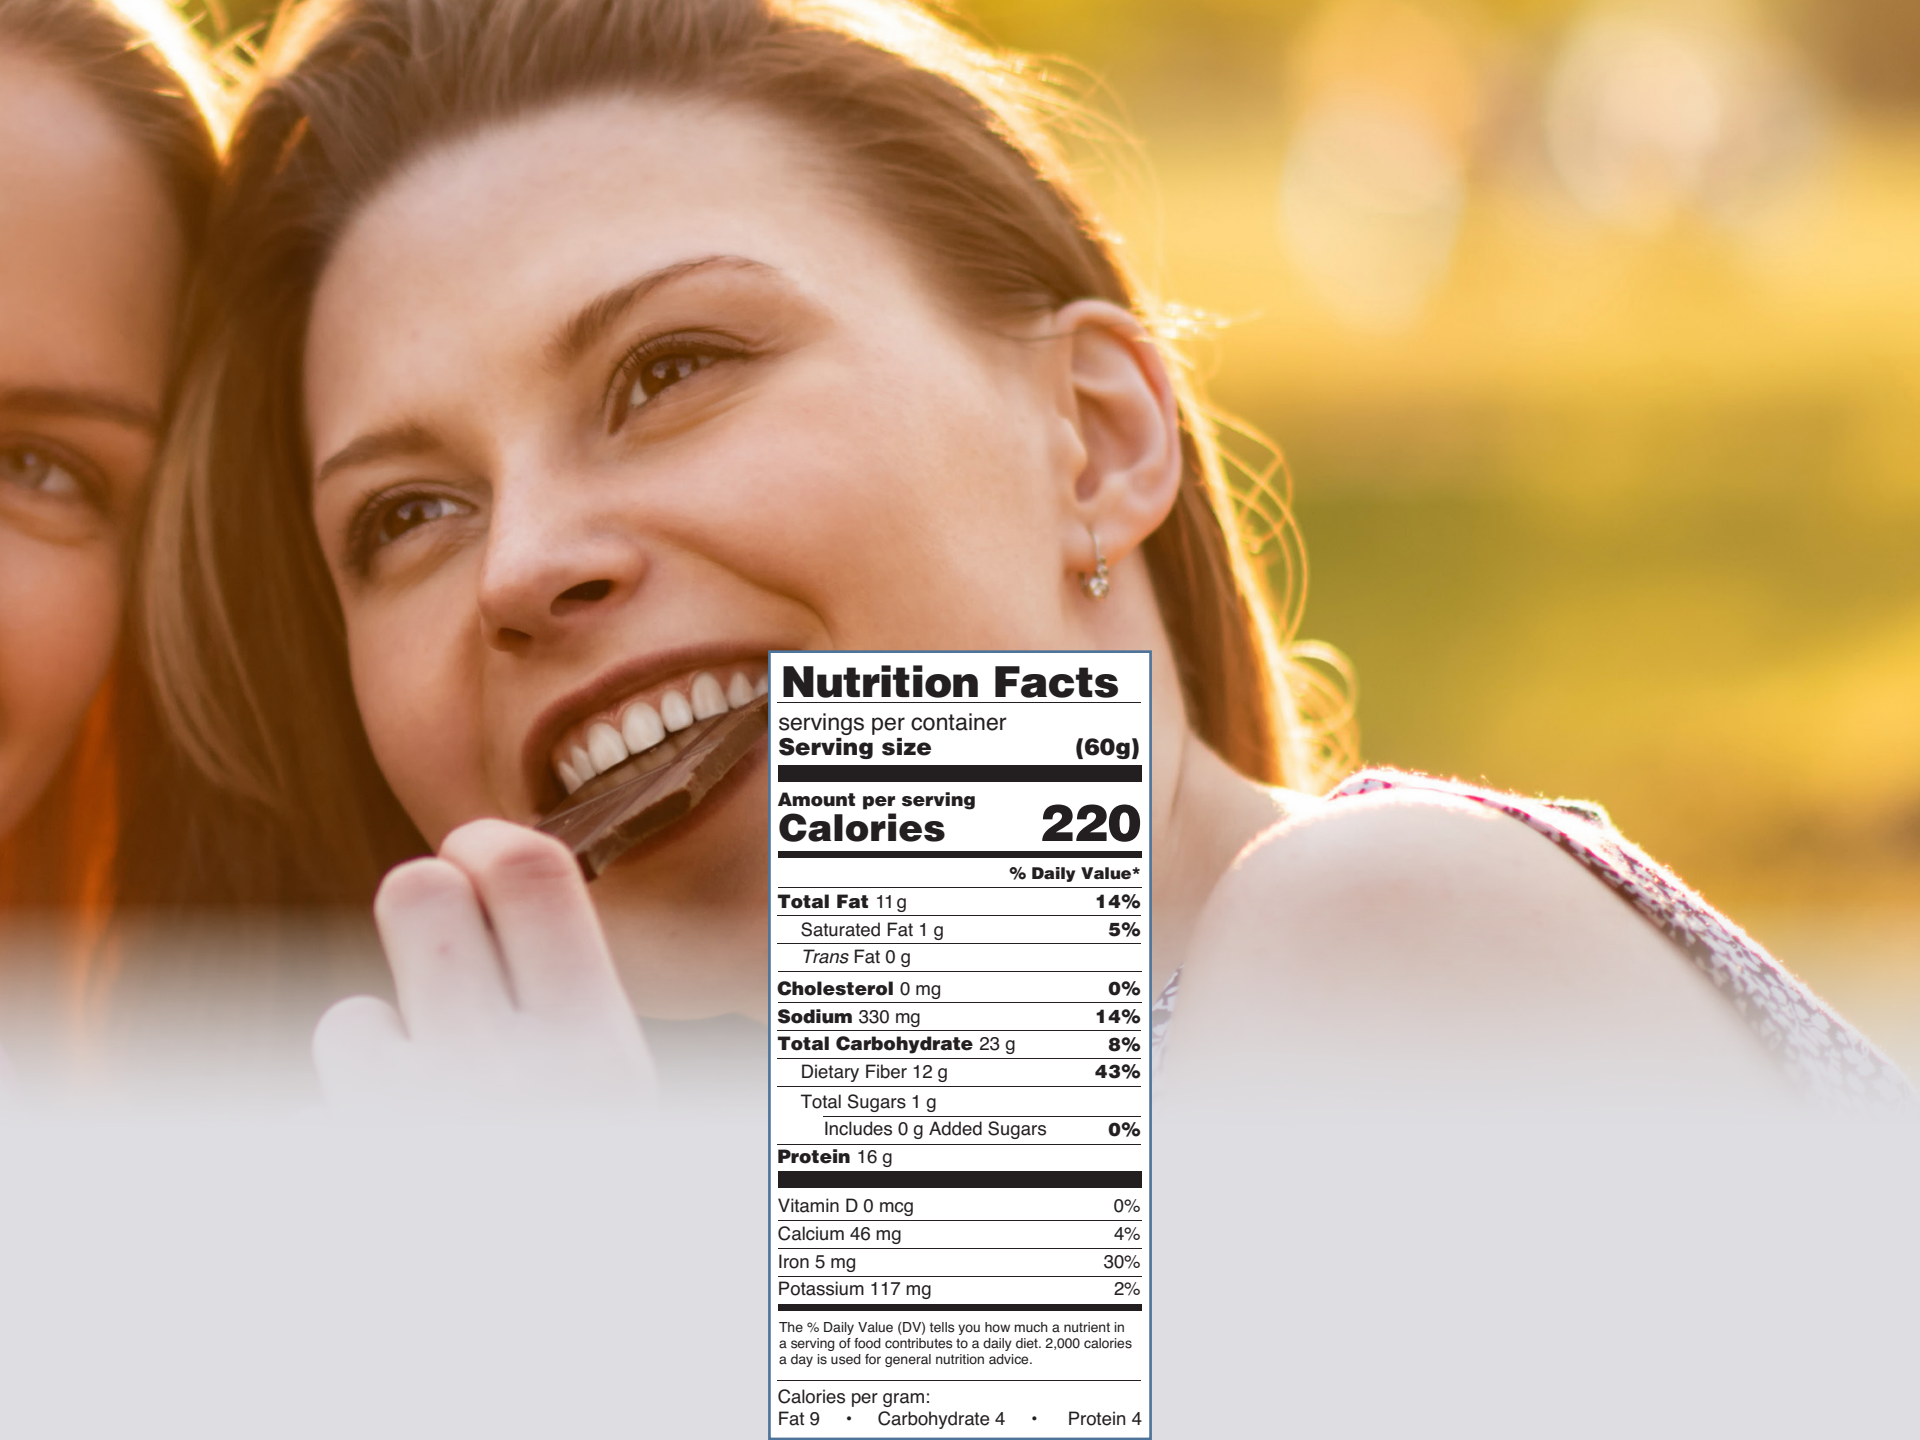 Nutrition Facts
servings per container
Serving size (60g)
Amount per serving
Calories 220
% Daily Value*
Total Fat 11 g 14%
Saturated Fat 1 g 5%
Trans Fat 0 g
Cholesterol 0 mg 0%
Sodium 330 mg 14%
Total Carbohydrate 23 g 8%
Dietary Fiber 12 g 43%
Total Sugars 1 g
Includes 0 g Added Sugars 0%
Protein 16 g
Vitamin D 0 mcg 0%
Calcium 46 mg 4%
Iron 5 mg 30%
Potassium 117 mg 2%
The % Daily Value (DV) tells you how much a nutrient in
a serving of food contributes to a daily diet. 2,000 calories
a day is used for general nutrition advice.
Calories per gram:
Fat 9 • Carbohydrate 4 • Protein 4